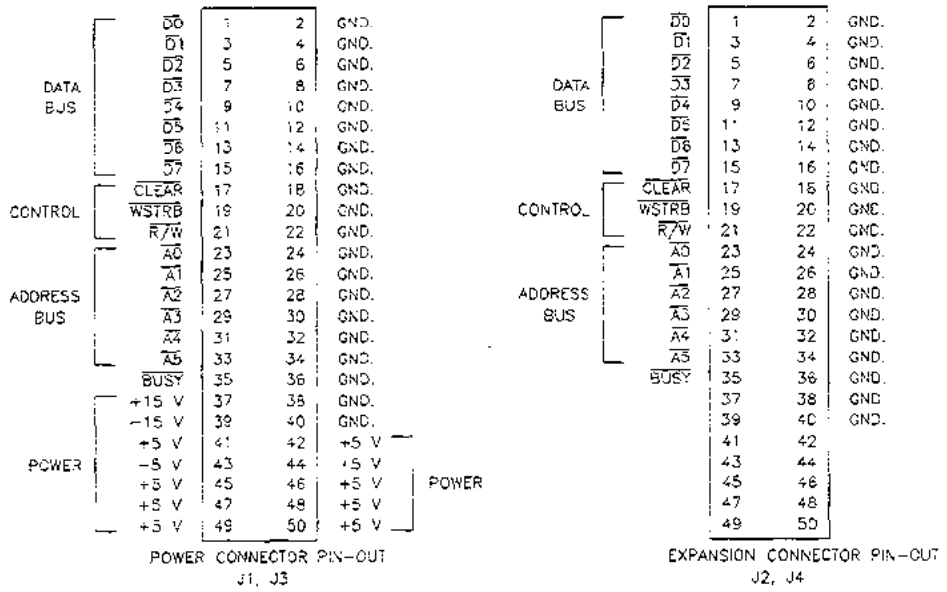 D0 1 2 GND.
D1 3 4 GND.
D2 5 6 GND.
DATA D3 7 8 GND.
BUS D4 9 10 GND.
D5 11 12 GND.
D6 13 14 GND.
D7 15 16 GND.
CLEAR 17 18 GND.
CONTROL WSTRB 19 20 GND.
R/W 21 22 GND.
A0 23 24 GND.
A1 25 26 GND.
ADDRESS A2 27 28 GND.
BUS A3 29 30 GND.
A4 31 32 GND.
A5 33 34 GND.
BUSY 35 36 GND.
+15 V 37 38 GND.
-15 V 39 40 GND.
+5 V 41 42 +5 V
POWER 43 44 POWER
+5 V 45 46 +5 V
+5 V 47 48 +5 V
+5 V 49 50 +5 V
POWER CONNECTOR PIN-OUT
J1, J3
D0 1 2 GND.
D1 3 4 GND.
D2 5 6 GND.
DATA D3 7 8 GND.
BUS D4 9 10 GND.
D5 11 12 GND.
D6 13 14 GND.
D7 15 16 GND.
CLEAR 17 18 GND.
CONTROL WSTRB 19 20 GND.
R/W 21 22 GND.
A0 23 24 GND.
A1 25 26 GND.
ADDRESS A2 27 28 GND.
BUS A3 29 30 GND.
A4 31 32 GND.
A5 33 34 GND.
BUSY 35 36 GND.
37 38 GND
39 40 GND.
41 42
43 44
45 46
47 48
49 50
EXPANSION CONNECTOR PIN-OUT
J2, J4